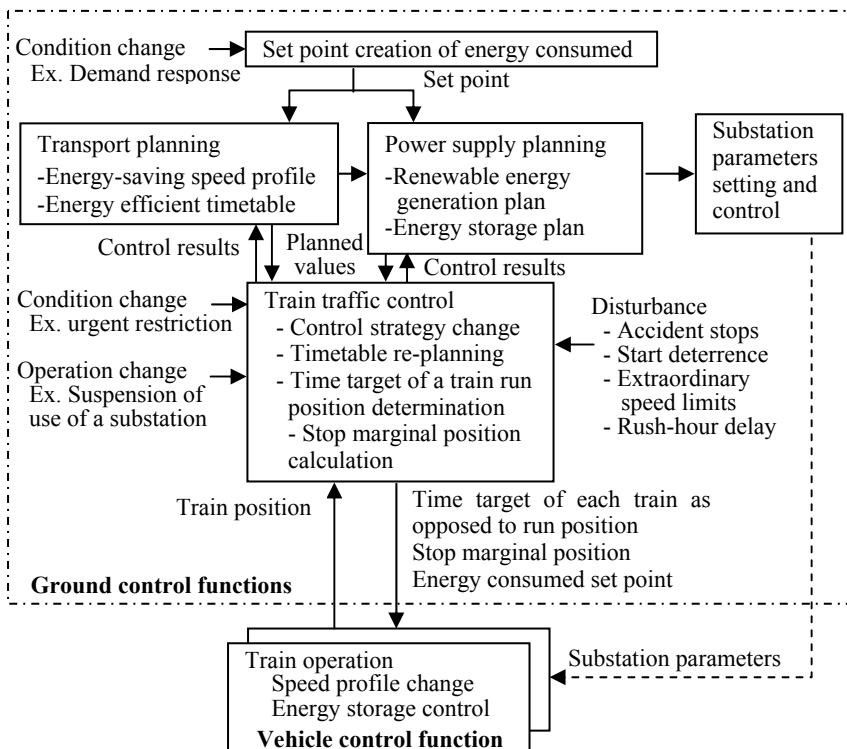 Condition change
Ex. Demand response
Set point creation of energy consumed
Set point
Transport planning
-Energy-saving speed profile
-Energy efficient timetable
Power supply planning
-Renewable energy
generation plan
-Energy storage plan
Substation
parameters
setting and
control
Control results
Planned
values
Control results
Condition change
Ex. urgent restriction
Operation change
Ex. Suspension of
use of a substation
Train traffic control
- Control strategy change
- Timetable re-planning
- Time target of a train run
position determination
- Stop marginal position
calculation
Disturbance
- Accident stops
- Start deterrence
- Extraordinary
speed limits
- Rush-hour delay
Train position
Time target of each train as
opposed to run position
Stop marginal position
Energy consumed set point
Ground control functions
Train operation
Speed profile change
Energy storage control
Vehicle control function
Substation parameters